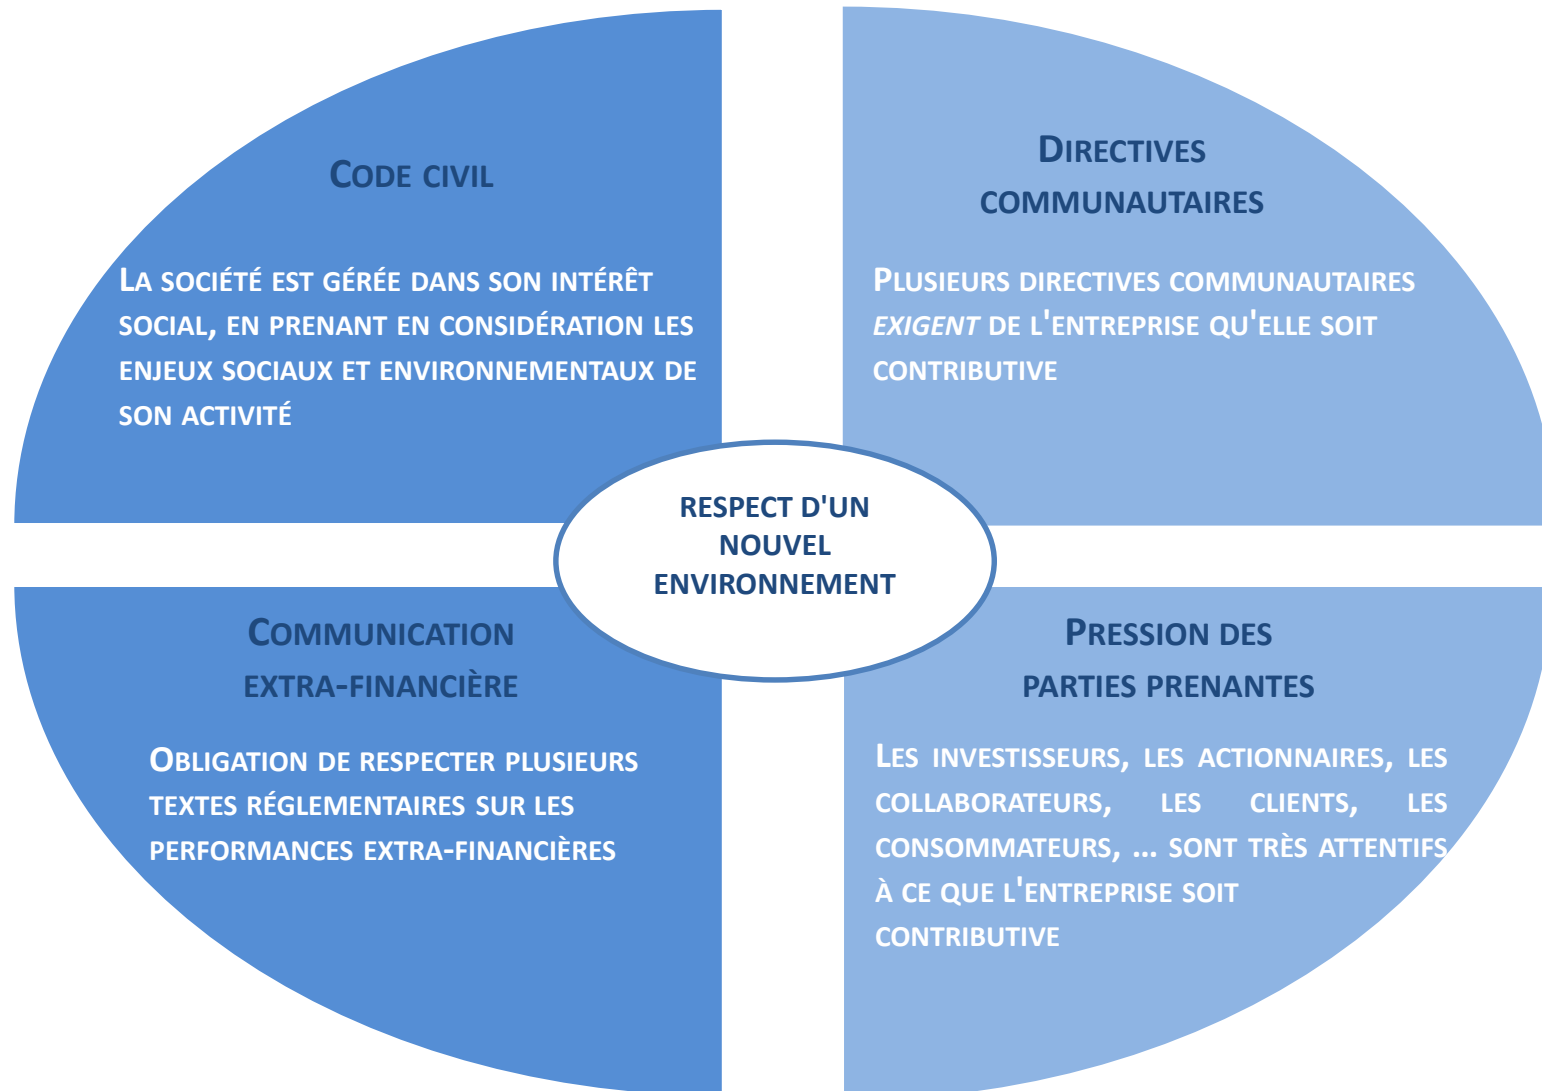 CODE CIVIL
LA SOCIÉTÉ EST GÉRÉE DANS SON INTÉRÊT
SOCIAL, EN PRENANT EN CONSIDÉRATION LES
ENJEUX SOCIAUX ET ENVIRONNEMENTAUX DE
SON ACTIVITÉ
DIRECTIVES
COMMUNAUTAIRES
PLUSIEURS DIRECTIVES COMMUNAUTAIRES
EXIGENT DE L'ENTREPRISE QU'ELLE SOIT
CONTRIBUTIVE
RESPECT D'UN
NOUVEL
ENVIRONNEMENT
COMMUNICATION
EXTRA-FINANCIÈRE
OBLIGATION DE RESPECTER PLUSIEURS
TEXTES RÉGLEMENTAIRES SUR LES
PERFORMANCES EXTRA-FINANCIÈRES
PRESSION DES
PARTIES PRENANTES
LES INVESTISSEURS, LES ACTIONNAIRES, LES
COLLABORATEURS, LES CLIENTS, LES
CONSOMMATEURS, ... SONT TRÈS ATTENTIFS
À CE QUE L'ENTREPRISE SOIT
CONTRIBUTIVE